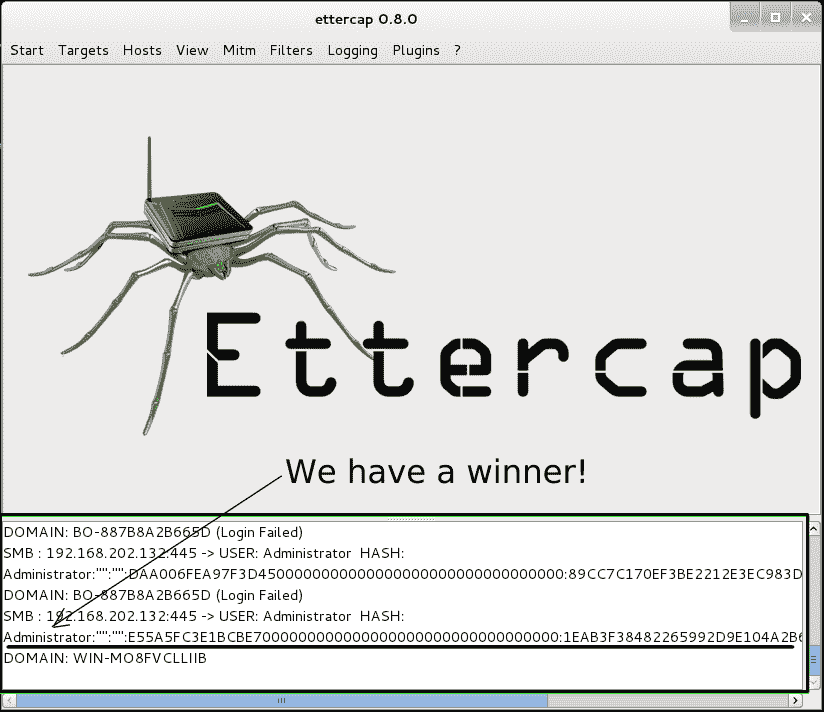 ettercap 0.8.0
Start Targets Hosts View Mitm Filters Logging Plugins ?
Ettercap
We have a winner!
DOMAIN: BO-887B8A2B665D (Login Failed)
SMB : 192.168.202.132:445 -> USER: Administrator HASH:
Administrator:"":"":DAA006FEA97F3D4500000000000000000000000000000000:89CC7C170EF3BE2212E3EC983D
DOMAIN: BO-887B8A2B665D (Login Failed)
SMB : 192.168.202.132:445 -> USER: Administrator HASH:
Administrator:"":"":E55A5FC3E1BCBE7000000000000000000000000000000000:1EAB3F38482265992D9E104A2B6
DOMAIN: WIN-MO8FVCLLIIB